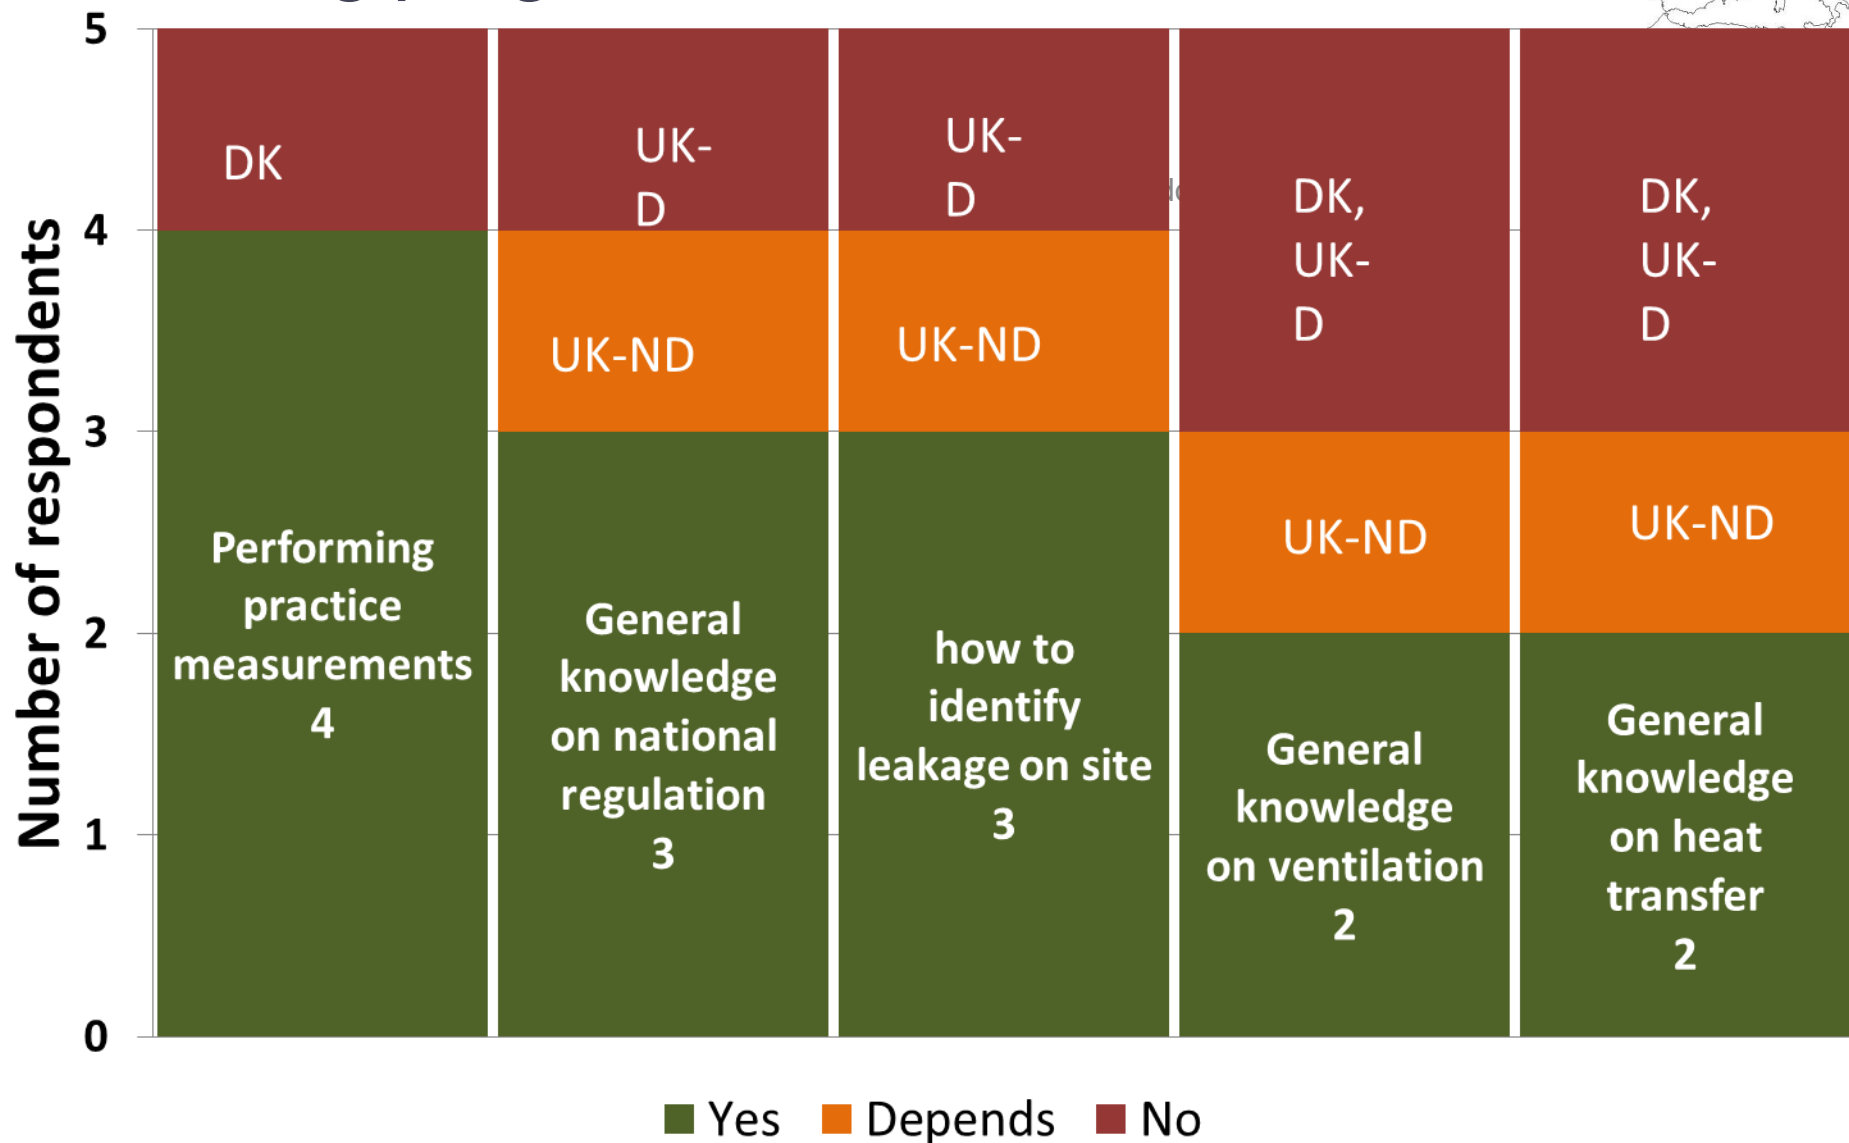 5
4
3
2
1
0
Number of respondents
DK
UK-
D
UK-
D
DK,
UK-
D
DK,
UK-
D
UK-ND
UK-ND
UK-ND
UK-ND
Performing
practice
measurements
4
General
knowledge
on national
regulation
3
how to
identify
leakage on site
3
General
knowledge
on ventilation
2
General
knowledge
on heat
transfer
2
Yes Depends No